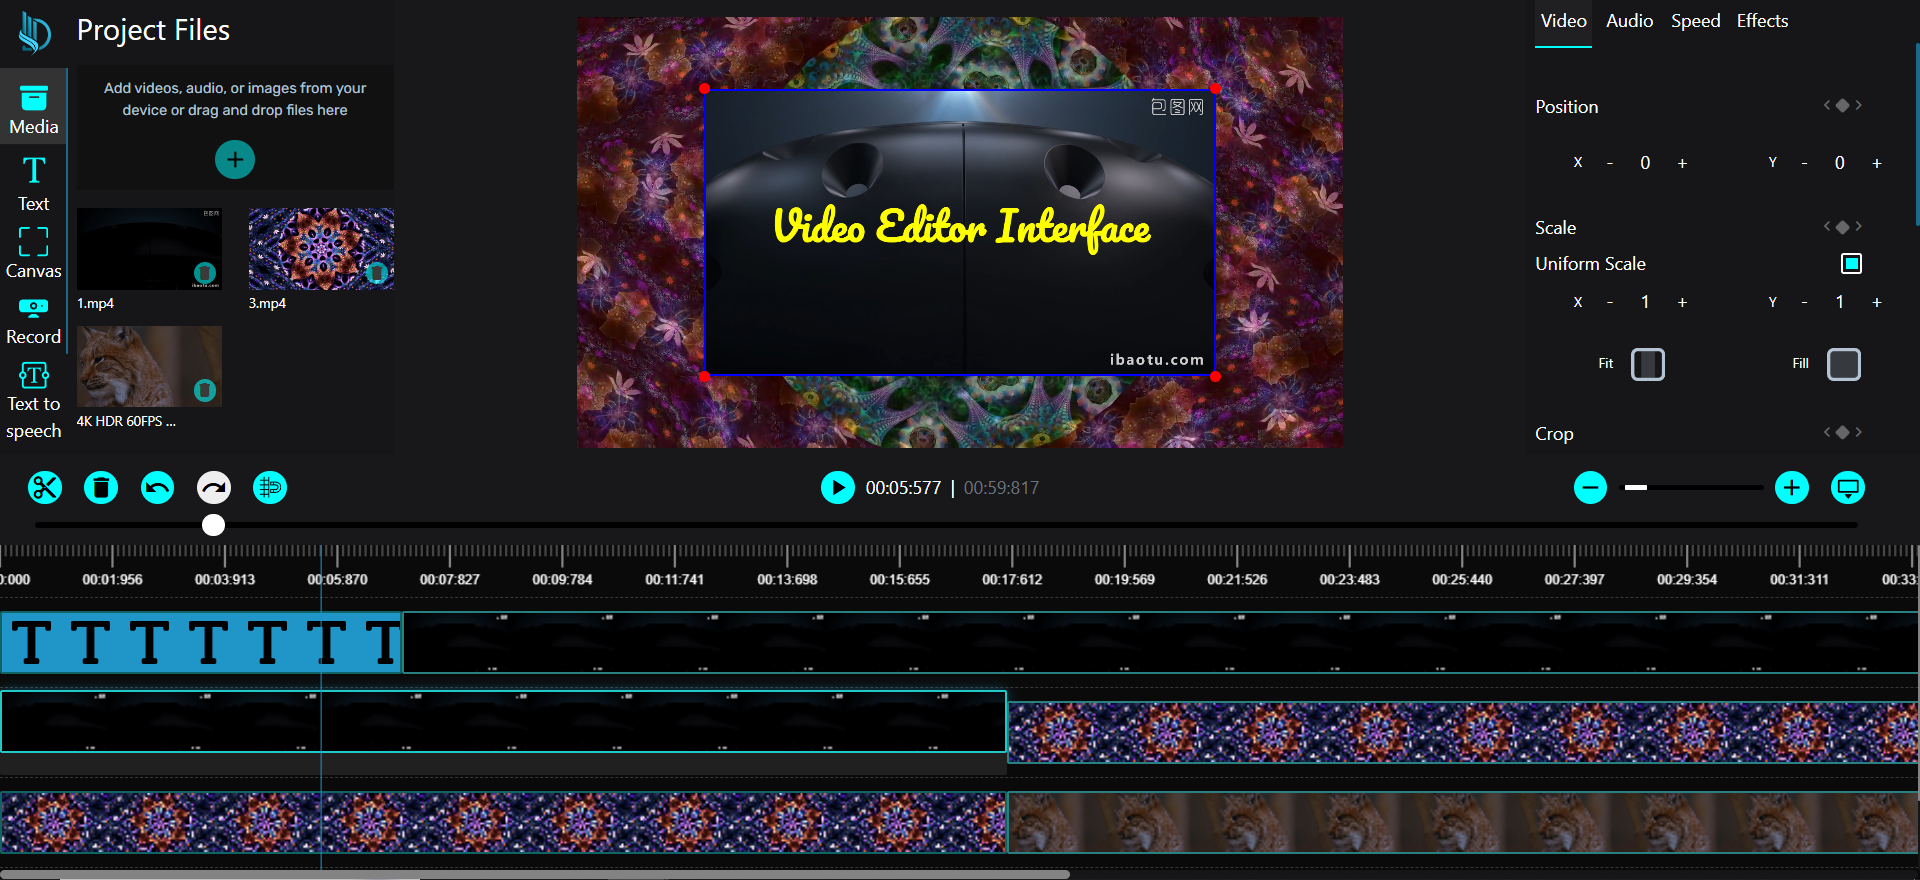 Project Files
Add videos, audio, or images from your
device or drag and drop files here
Media
Text
Canvas
Record
Text to
speech
1.mp4
3.mp4
4K HDR 60FPS ...
包图网
Video Editor Interface
ibaotu.com
Video Audio Speed Effects
Position
X - 0 + Y - 0 +
Scale
Uniform Scale
X - 1 + Y - 1 +
Fit Fill
Crop
00:05:577 | 00:59:817
0:000 00:01:956 00:03:913 00:05:870 00:07:827 00:09:784 00:11:741 00:13:698 00:15:655 00:17:612 00:19:569 00:21:526 00:23:483 00:25:440 00:27:397 00:29:354 00:31:311 00:33:
T T T T T T T